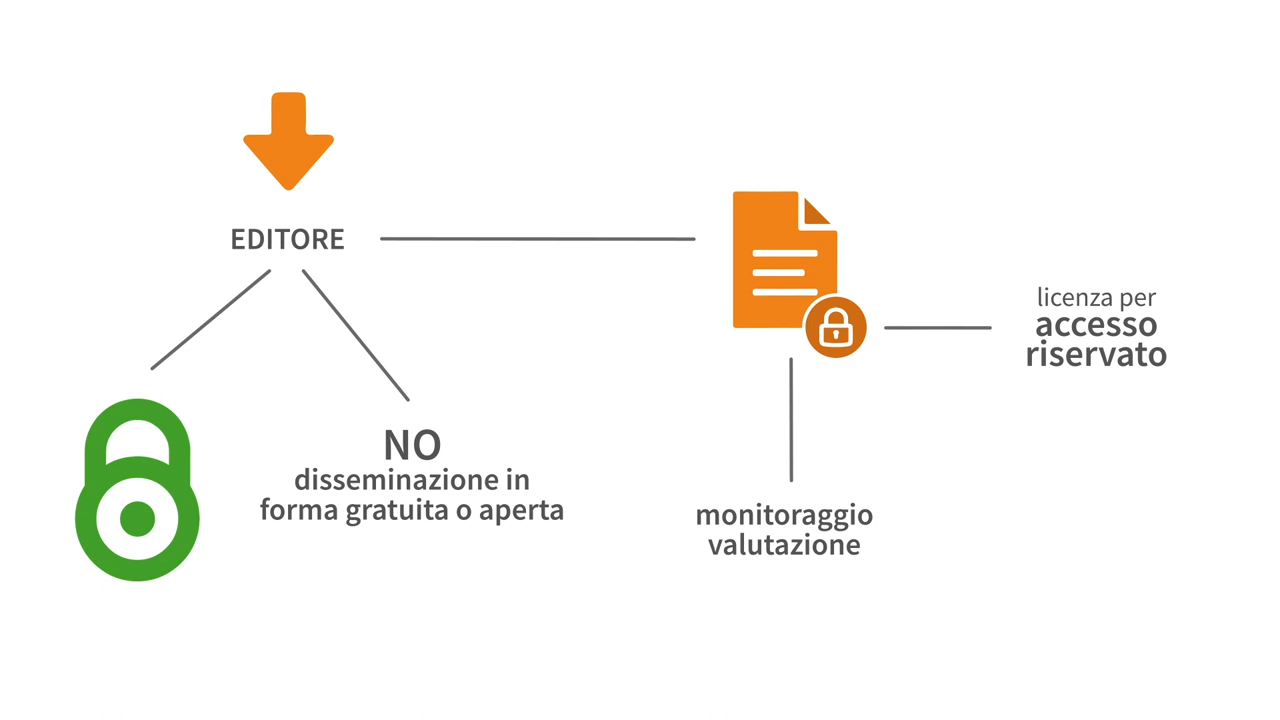 EDITORE
licenza per
accesso
riservato
NO
disseminazione in
forma gratuita o aperta
monitoraggio
valutazione